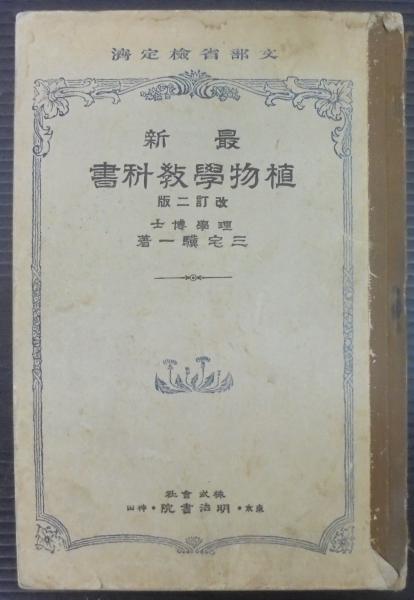 文部省檢定濟
最新
植物學教科書
改訂二版
理學博士
三宅驥一著
株式會社
東京・明治書院・神田